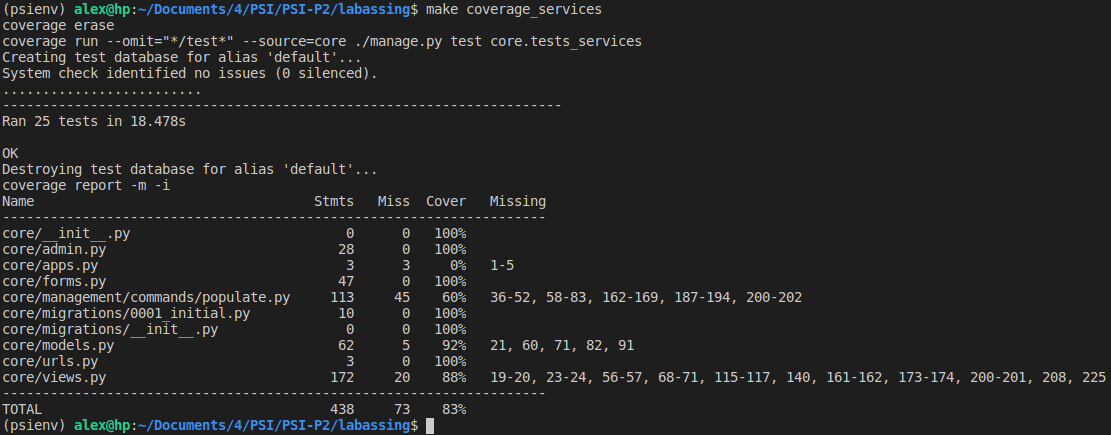 (psienv) alex@hp:~/Documents/4/PSI/PSI-P2/labassing$ make coverage_services
coverage erase
coverage run --omit="*/test*" --source=core ./manage.py test core.tests_services
Creating test database for alias 'default'...
System check identified no issues (0 silenced).
.........................
----------------------------------------------------------------------
Ran 25 tests in 18.478s

OK
Destroying test database for alias 'default'...
coverage report -m -i
Name                                   Stmts   Miss  Cover   Missing
--------------------------------------------------------------------
core/__init__.py                           0      0   100%
core/admin.py                             28      0   100%
core/apps.py                               3      3     0%   1-5
core/forms.py                             47      0   100%
core/management/commands/populate.py     113     45    60%   36-52, 58-83, 162-169, 187-194, 200-202
core/migrations/0001_initial.py           10      0   100%
core/migrations/__init__.py                0      0   100%
core/models.py                            62      5    92%   21, 60, 71, 82, 91
core/urls.py                               3      0   100%
core/views.py                            172     20    88%   19-20, 23-24, 56-57, 68-71, 115-117, 140, 161-162, 173-174, 200-201, 208, 225
--------------------------------------------------------------------
TOTAL                                    438     73    83%
(psienv) alex@hp:~/Documents/4/PSI/PSI-P2/labassing$